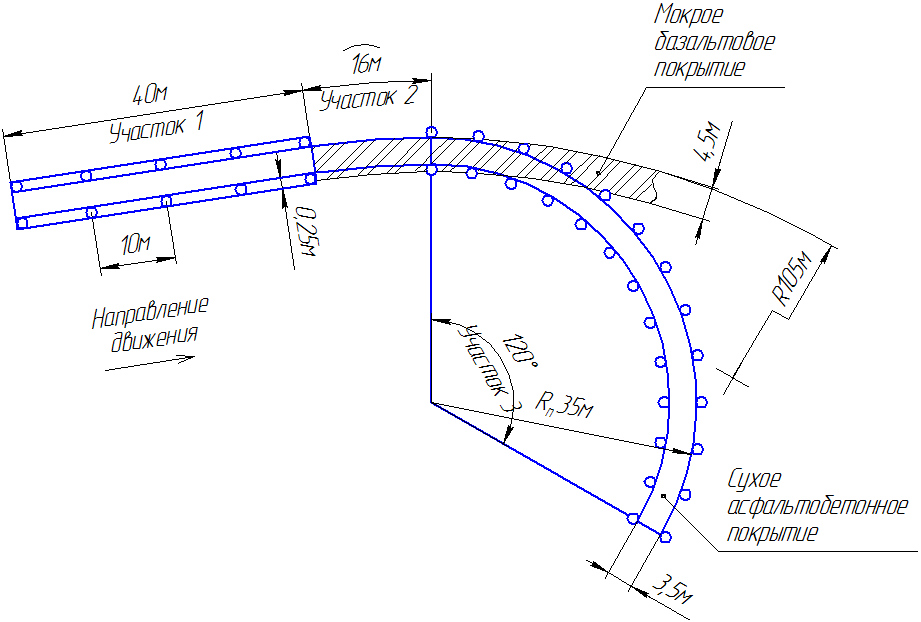 Мокрое
базальтовое
покрытие
16м
Участок 2
40м
Участок 1
4,5м
0,25м
10м
R105м
Направление
движения
120°
Участок 3
Rп 35м
Сухое
асфальтобетонное
покрытие
3,5м